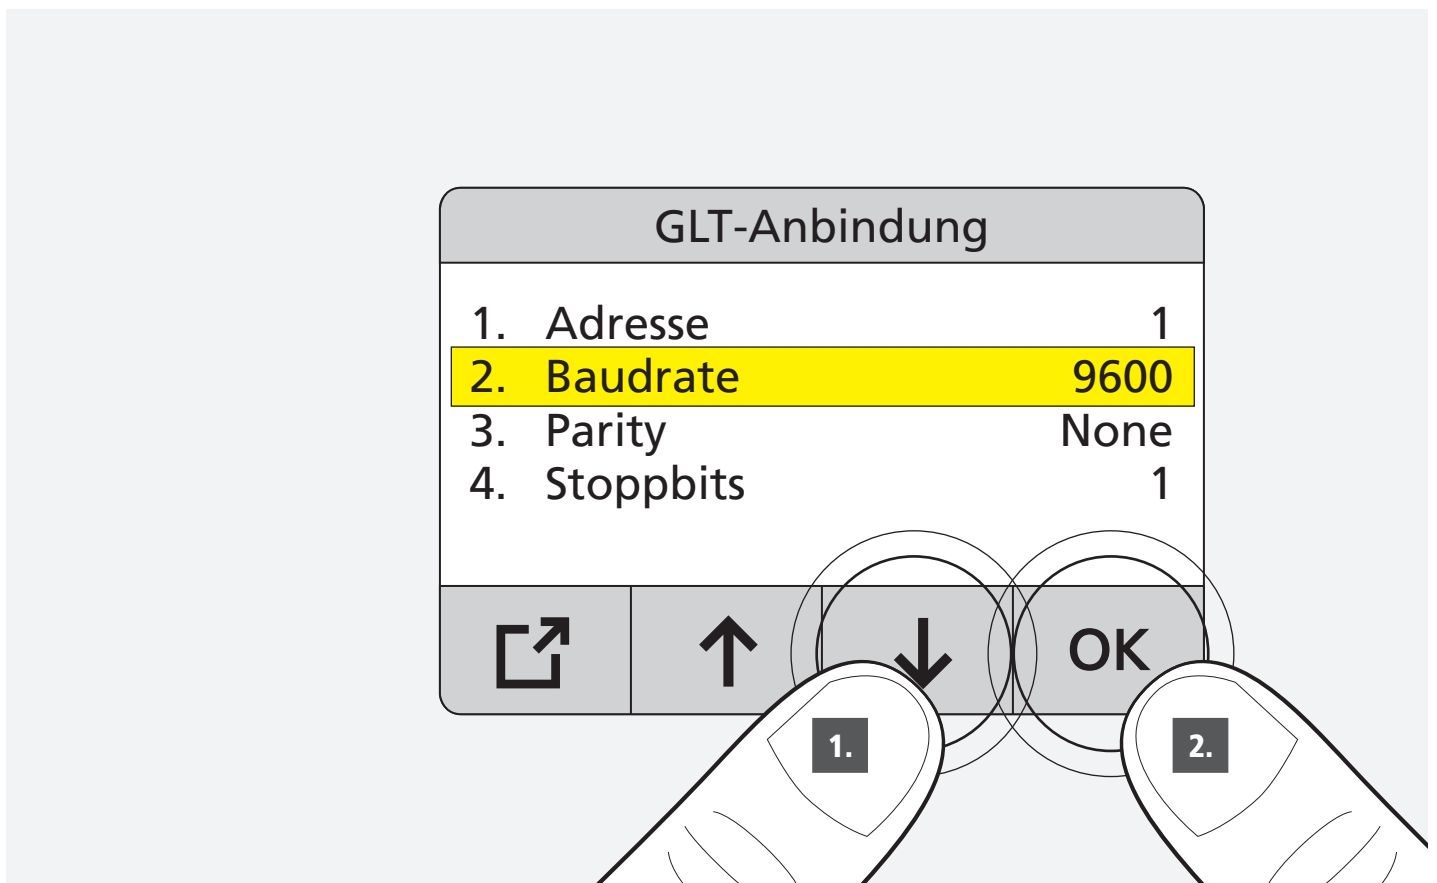 GLT-Anbindung
1. Adresse 1
2. Baudrate 9600
3. Parity None
4. Stoppbits 1
OK
1. 2.